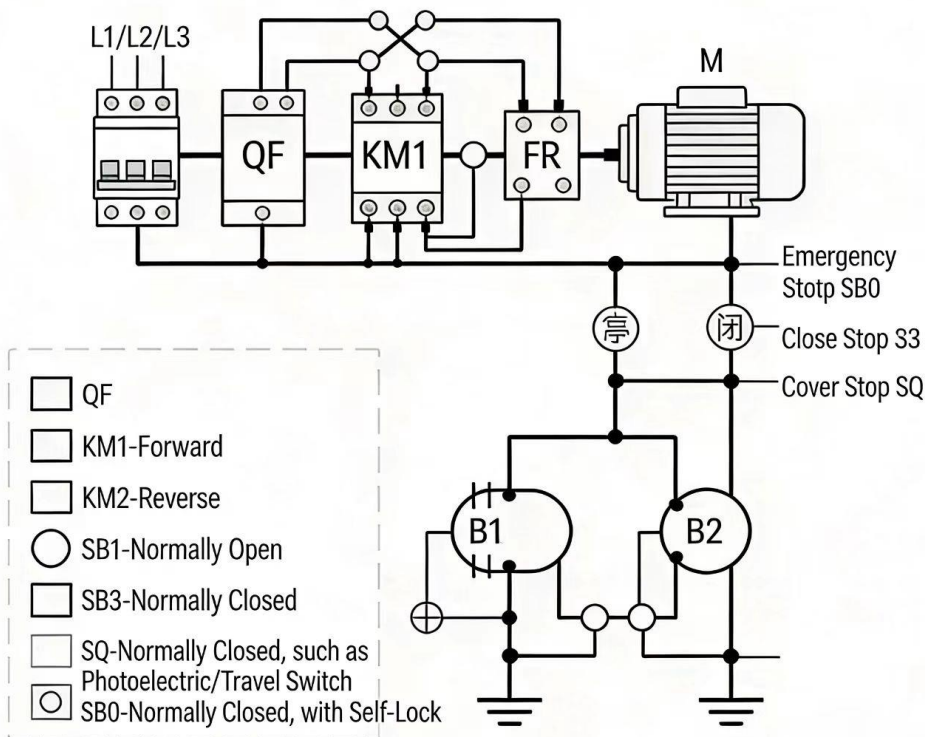 L1/L2/L3
M
QF
KM1
FR
Emergency
Stotp SB0
停
闭
Close Stop S3
Cover Stop SQ
QF
KM1-Forward
KM2-Reverse
SB1-Normally Open
SB3-Normally Closed
SQ-Normally Closed, such as
Photoelectric/Travel Switch
SB0-Normally Closed, with Self-Lock
B1
B2